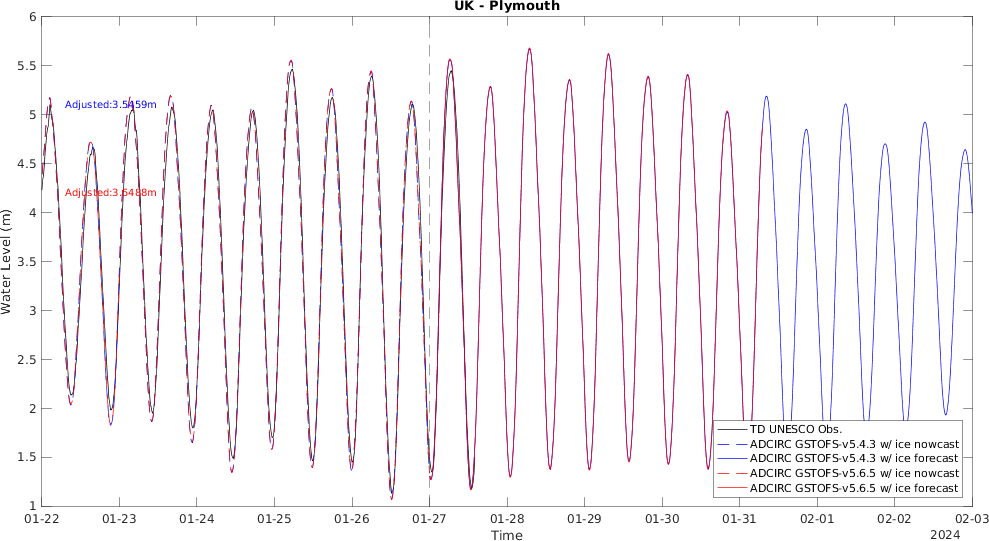 UK - Plymouth
6
5.5
5
4.5
4
3.5
3
2.5
2
1.5
1
Water Level (m)
Adjusted:3.5459m
Adjusted:3.6488m
TD UNESCO Obs.
ADCIRC GSTOFS-v5.4.3 w/ ice nowcast
ADCIRC GSTOFS-v5.4.3 w/ ice forecast
ADCIRC GSTOFS-v5.6.5 w/ ice nowcast
ADCIRC GSTOFS-v5.6.5 w/ ice forecast
01-22 01-23 01-24 01-25 01-26 01-27 01-28 01-29 01-30 01-31 02-01 02-02 02-03
Time
2024